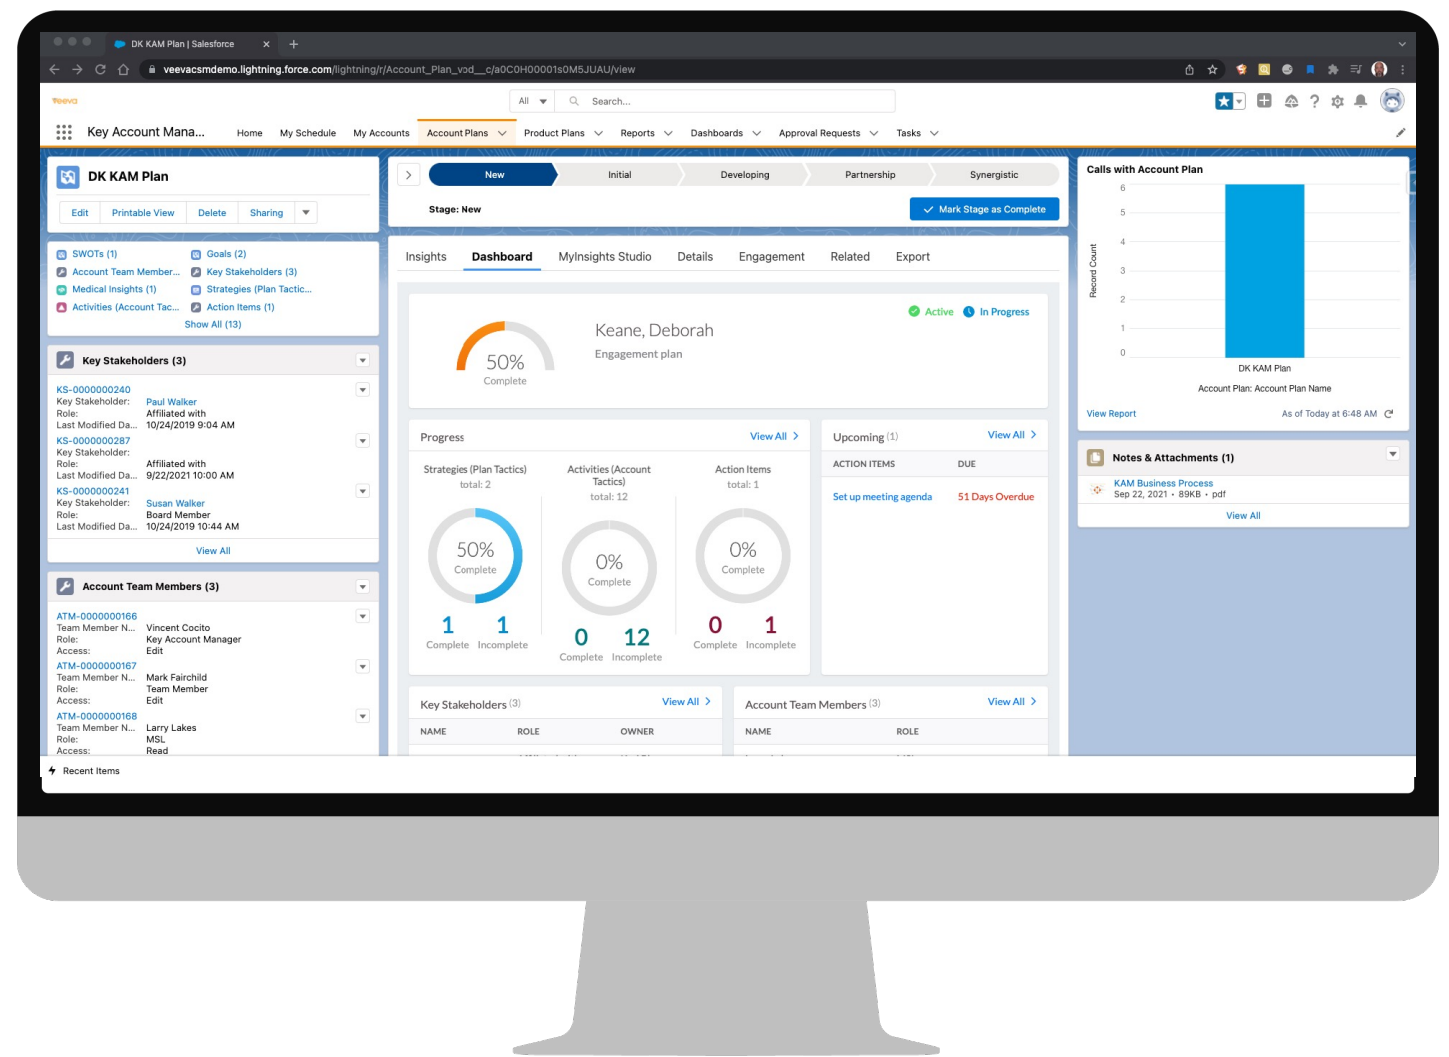 DK KAM Plan | Salesforce
veevacsmdemo.lightning.force.com/lightning/r/Account_Plan_vod__c/a0C0H00001s0M5JUAU/view
Veeva
All
Search...
Key Account Mana...
Home
My Schedule
My Accounts
Account Plans
Product Plans
Reports
Dashboards
Approval Requests
Tasks
DK KAM Plan
Edit
Printable View
Delete
Sharing
SWOTs (1)
Goals (2)
Account Team Member...
Key Stakeholders (3)
Medical Insights (1)
Strategies (Plan Tactic...
Activities (Account Tac...
Action Items (1)
Show All (13)
Key Stakeholders (3)
KS-0000000240
Key Stakeholder: Paul Walker
Role: Affiliated with
Last Modified Da... 10/24/2019 9:04 AM
KS-0000000287
Key Stakeholder:
Role: Affiliated with
Last Modified Da... 9/22/2021 10:00 AM
KS-0000000241
Key Stakeholder: Susan Walker
Role: Board Member
Last Modified Da... 10/24/2019 10:44 AM
View All
Account Team Members (3)
ATM-0000000166
Team Member N... Vincent Cocito
Role: Key Account Manager
Access: Edit
ATM-0000000167
Team Member N... Mark Fairchild
Role: Team Member
Access: Edit
ATM-0000000168
Team Member N... Larry Lakes
Role: MSL
Access: Read
New
Initial
Developing
Partnership
Synergistic
Stage: New
Mark Stage as Complete
Insights
Dashboard
MyInsights Studio
Details
Engagement
Related
Export
Active
In Progress
50%
Complete
Keane, Deborah
Engagement plan
Progress
View All
Strategies (Plan Tactics)
total: 2
50%
Complete
1
Complete
1
Incomplete
Activities (Account
Tactics)
total: 12
0%
Complete
0
Complete
12
Incomplete
Action Items
total: 1
0%
Complete
0
Complete
1
Incomplete
Upcoming (1)
View All
ACTION ITEMS
DUE
Set up meeting agenda
51 Days Overdue
Key Stakeholders (3)
View All
NAME
ROLE
OWNER
Account Team Members (3)
View All
NAME
ROLE
Calls with Account Plan
Record Count
6
5
4
3
2
1
0
DK KAM Plan
Account Plan: Account Plan Name
View Report
As of Today at 6:48 AM
Notes & Attachments (1)
KAM Business Process
Sep 22, 2021 • 89KB • pdf
View All
Recent Items